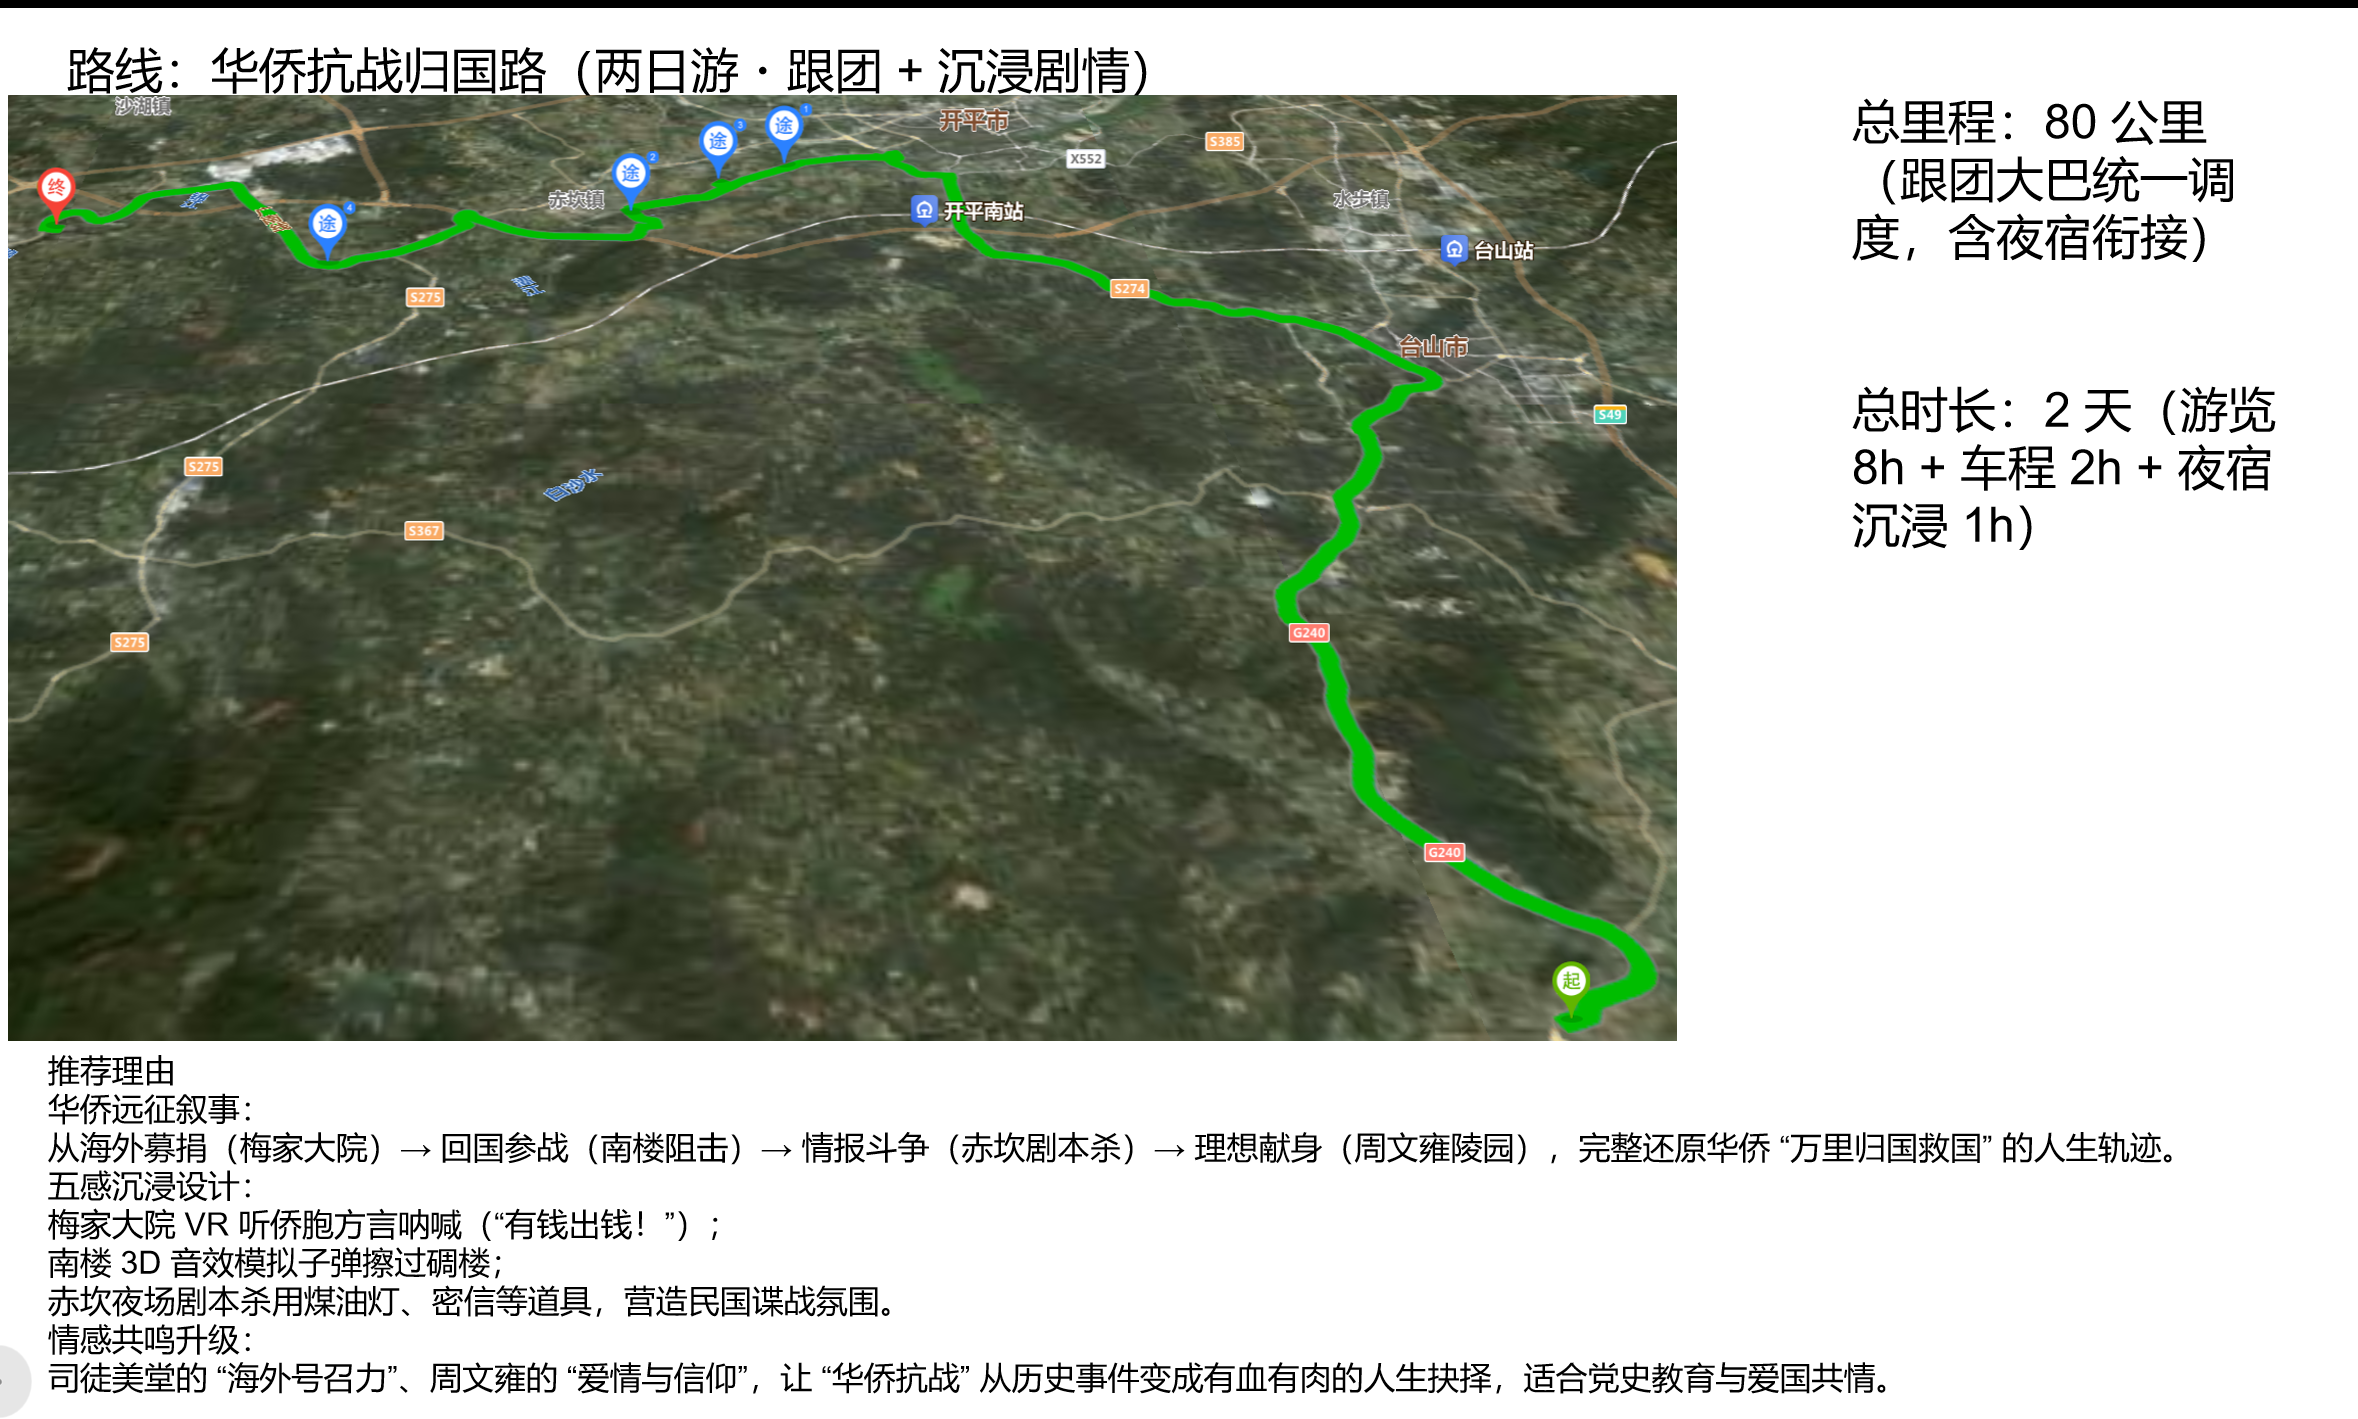 路线：华侨抗战归国路（两日游 · 跟团 + 沉浸剧情）
沙湖镇
开平市
S385
X552
终
途 4
赤坎镇
途 2
途 3
途 1
开平南站
水步镇
台山站
S275
S274
台山市
S49
S275
白沙水
S367
G240
S275
G240
起
总里程：80 公里
（跟团大巴统一调
度，含夜宿衔接）
总时长：2 天（游览
8h + 车程 2h + 夜宿
沉浸 1h）
推荐理由
华侨远征叙事：
从海外募捐（梅家大院）→ 回国参战（南楼阻击）→ 情报斗争（赤坎剧本杀）→ 理想献身（周文雍陵园），完整还原华侨 “万里归国救国” 的人生轨迹。
五感沉浸设计：
梅家大院 VR 听侨胞方言呐喊（“有钱出钱！”）；
南楼 3D 音效模拟子弹擦过碉楼；
赤坎夜场剧本杀用煤油灯、密信等道具，营造民国谍战氛围。
情感共鸣升级：
司徒美堂的 “海外号召力”、周文雍的 “爱情与信仰”，让 “华侨抗战” 从历史事件变成有血有肉的人生抉择，适合党史教育与爱国共情。